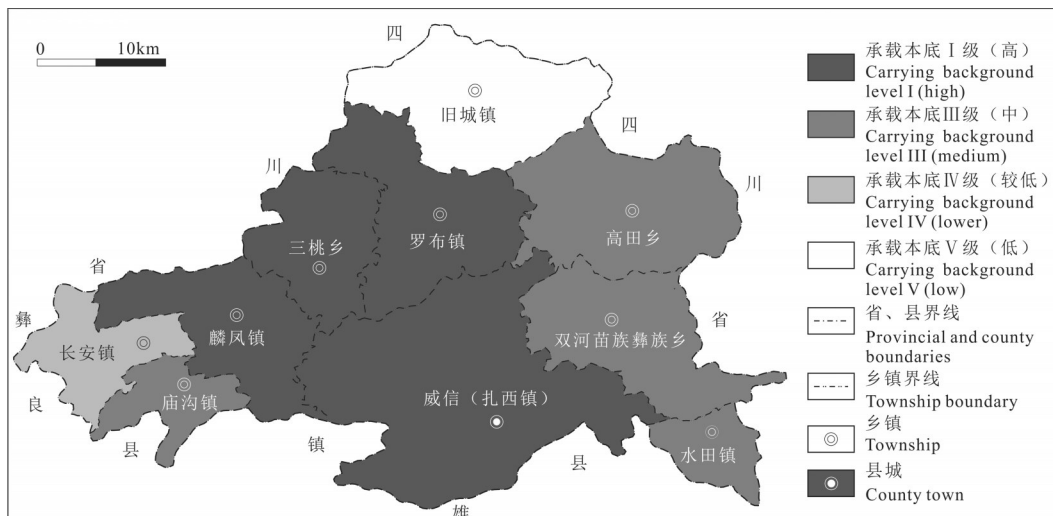 0 10km
四
旧城镇
四
川
川
罗布镇
高田乡
三桃乡
省
省
彝
麟凤镇
双河苗族彝族乡
长安镇
良
庙沟镇
威信（扎西镇）
县
镇
县
水田镇
雄
承载本底Ⅰ级（高）
Carrying background
level I (high)
承载本底Ⅲ级（中）
Carrying background
level III (medium)
承载本底Ⅳ级（较低）
Carrying background
level IV (lower)
承载本底Ⅴ级（低）
Carrying background
level V (low)
省、县界线
Provincial and county
boundaries
乡镇界线
Township boundary
乡镇
Township
县城
County town